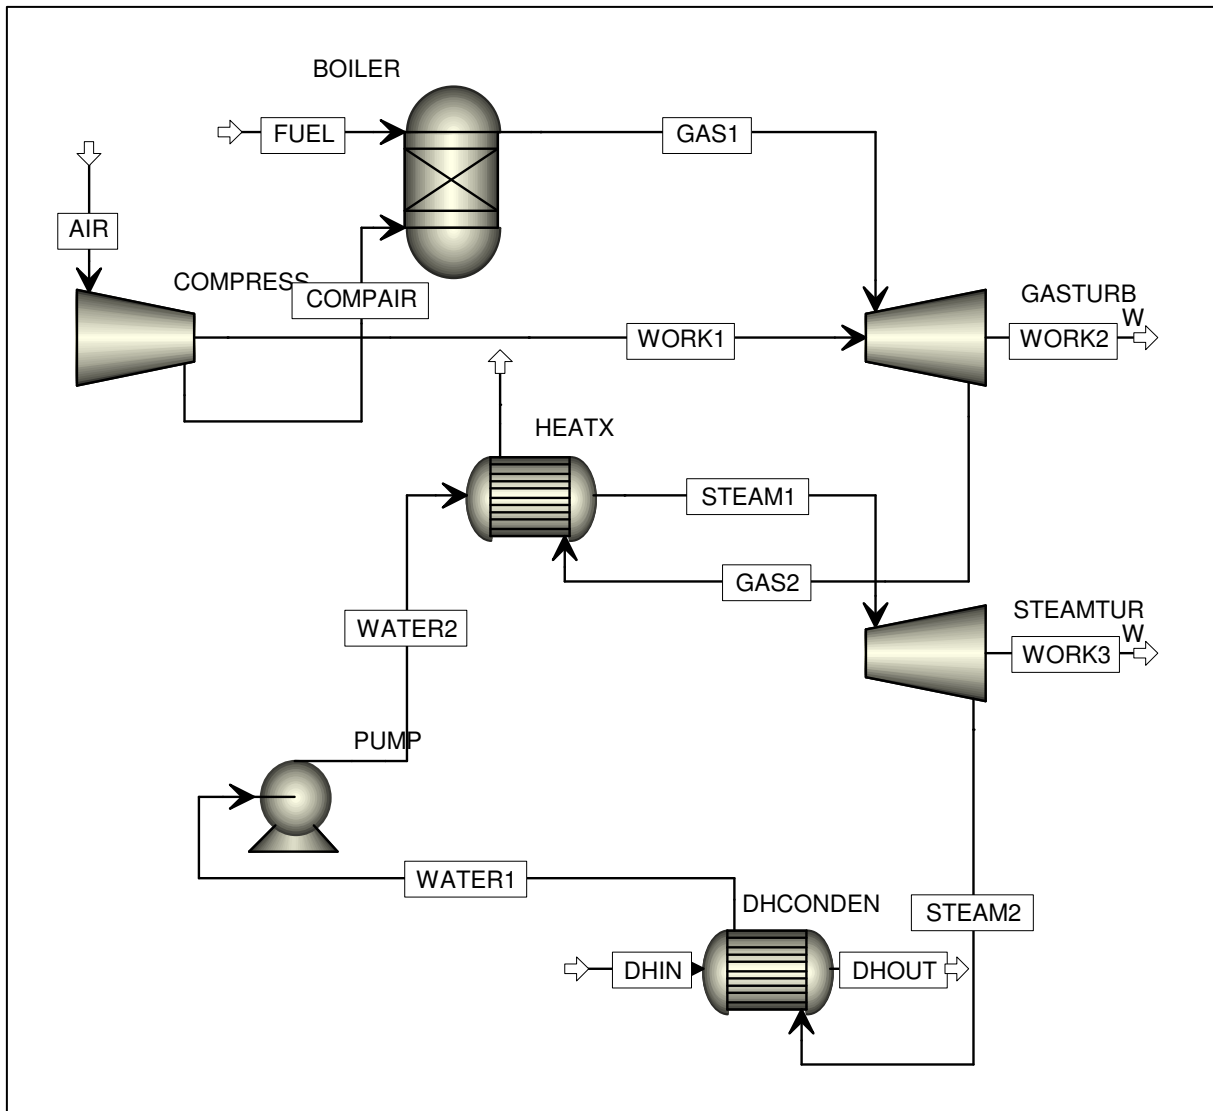 BOILER
FUEL
GAS1
AIR
COMPRESS
COMPAIR
GASTURB
W
WORK1
WORK2
HEATX
STEAM1
GAS2
STEAMTUR
W
WATER2
WORK3
PUMP
WATER1
DHCONDEN
STEAM2
DHIN
DHOUT